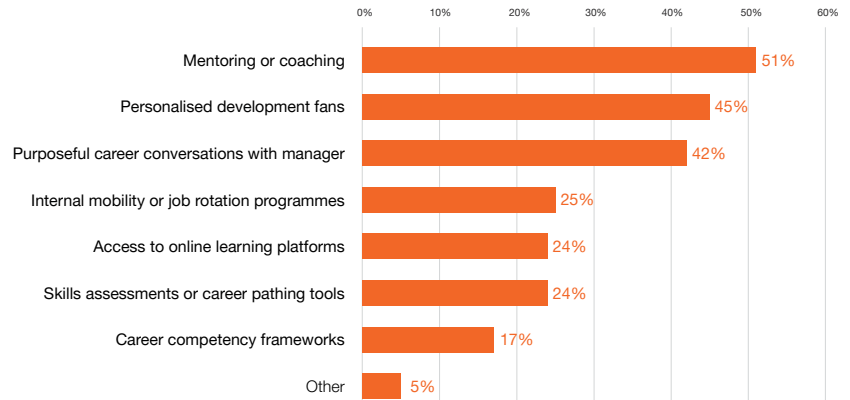 0% 10% 20% 30% 40% 50% 60%
Mentoring or coaching 51%
Personalised development fans 45%
Purposeful career conversations with manager 42%
Internal mobility or job rotation programmes 25%
Access to online learning platforms 24%
Skills assessments or career pathing tools 24%
Career competency frameworks 17%
Other 5%